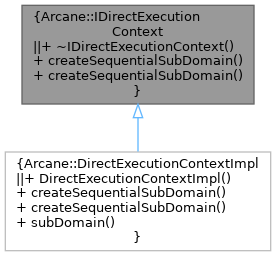 {Arcane::IDirectExecution
Context
||+ ~IDirectExecutionContext()
+ createSequentialSubDomain()
+ createSequentialSubDomain()
}
{Arcane::DirectExecutionContextImpl
||+ DirectExecutionContextImpl()
+ createSequentialSubDomain()
+ createSequentialSubDomain()
+ subDomain()
}